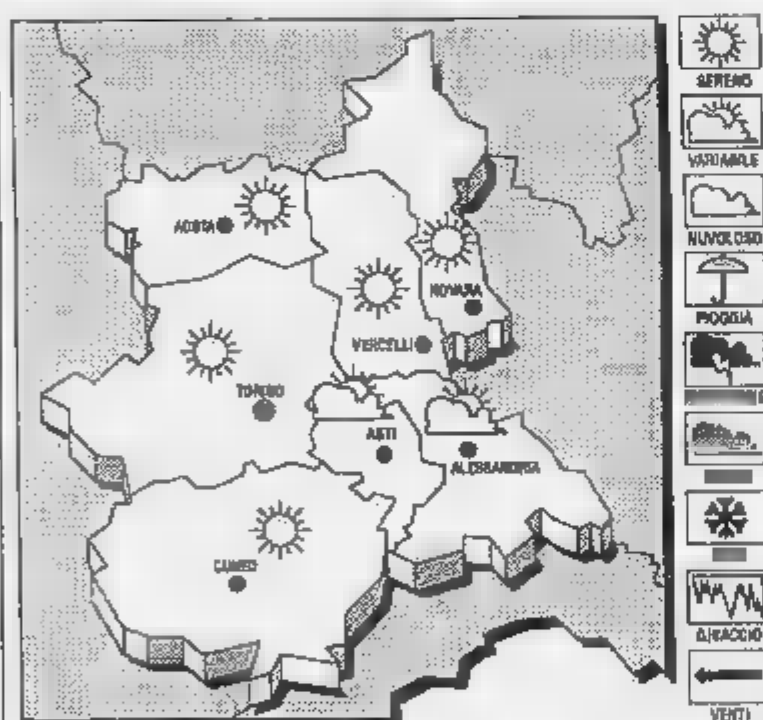 AOSTA
NOVARA
VERCELLI
TORINO
ASTI
ALESSANDRIA
CUNEO
SERENO
VARIABILE
NUVOLOSO
PIOGGIA
GHIACCIO
VENTI